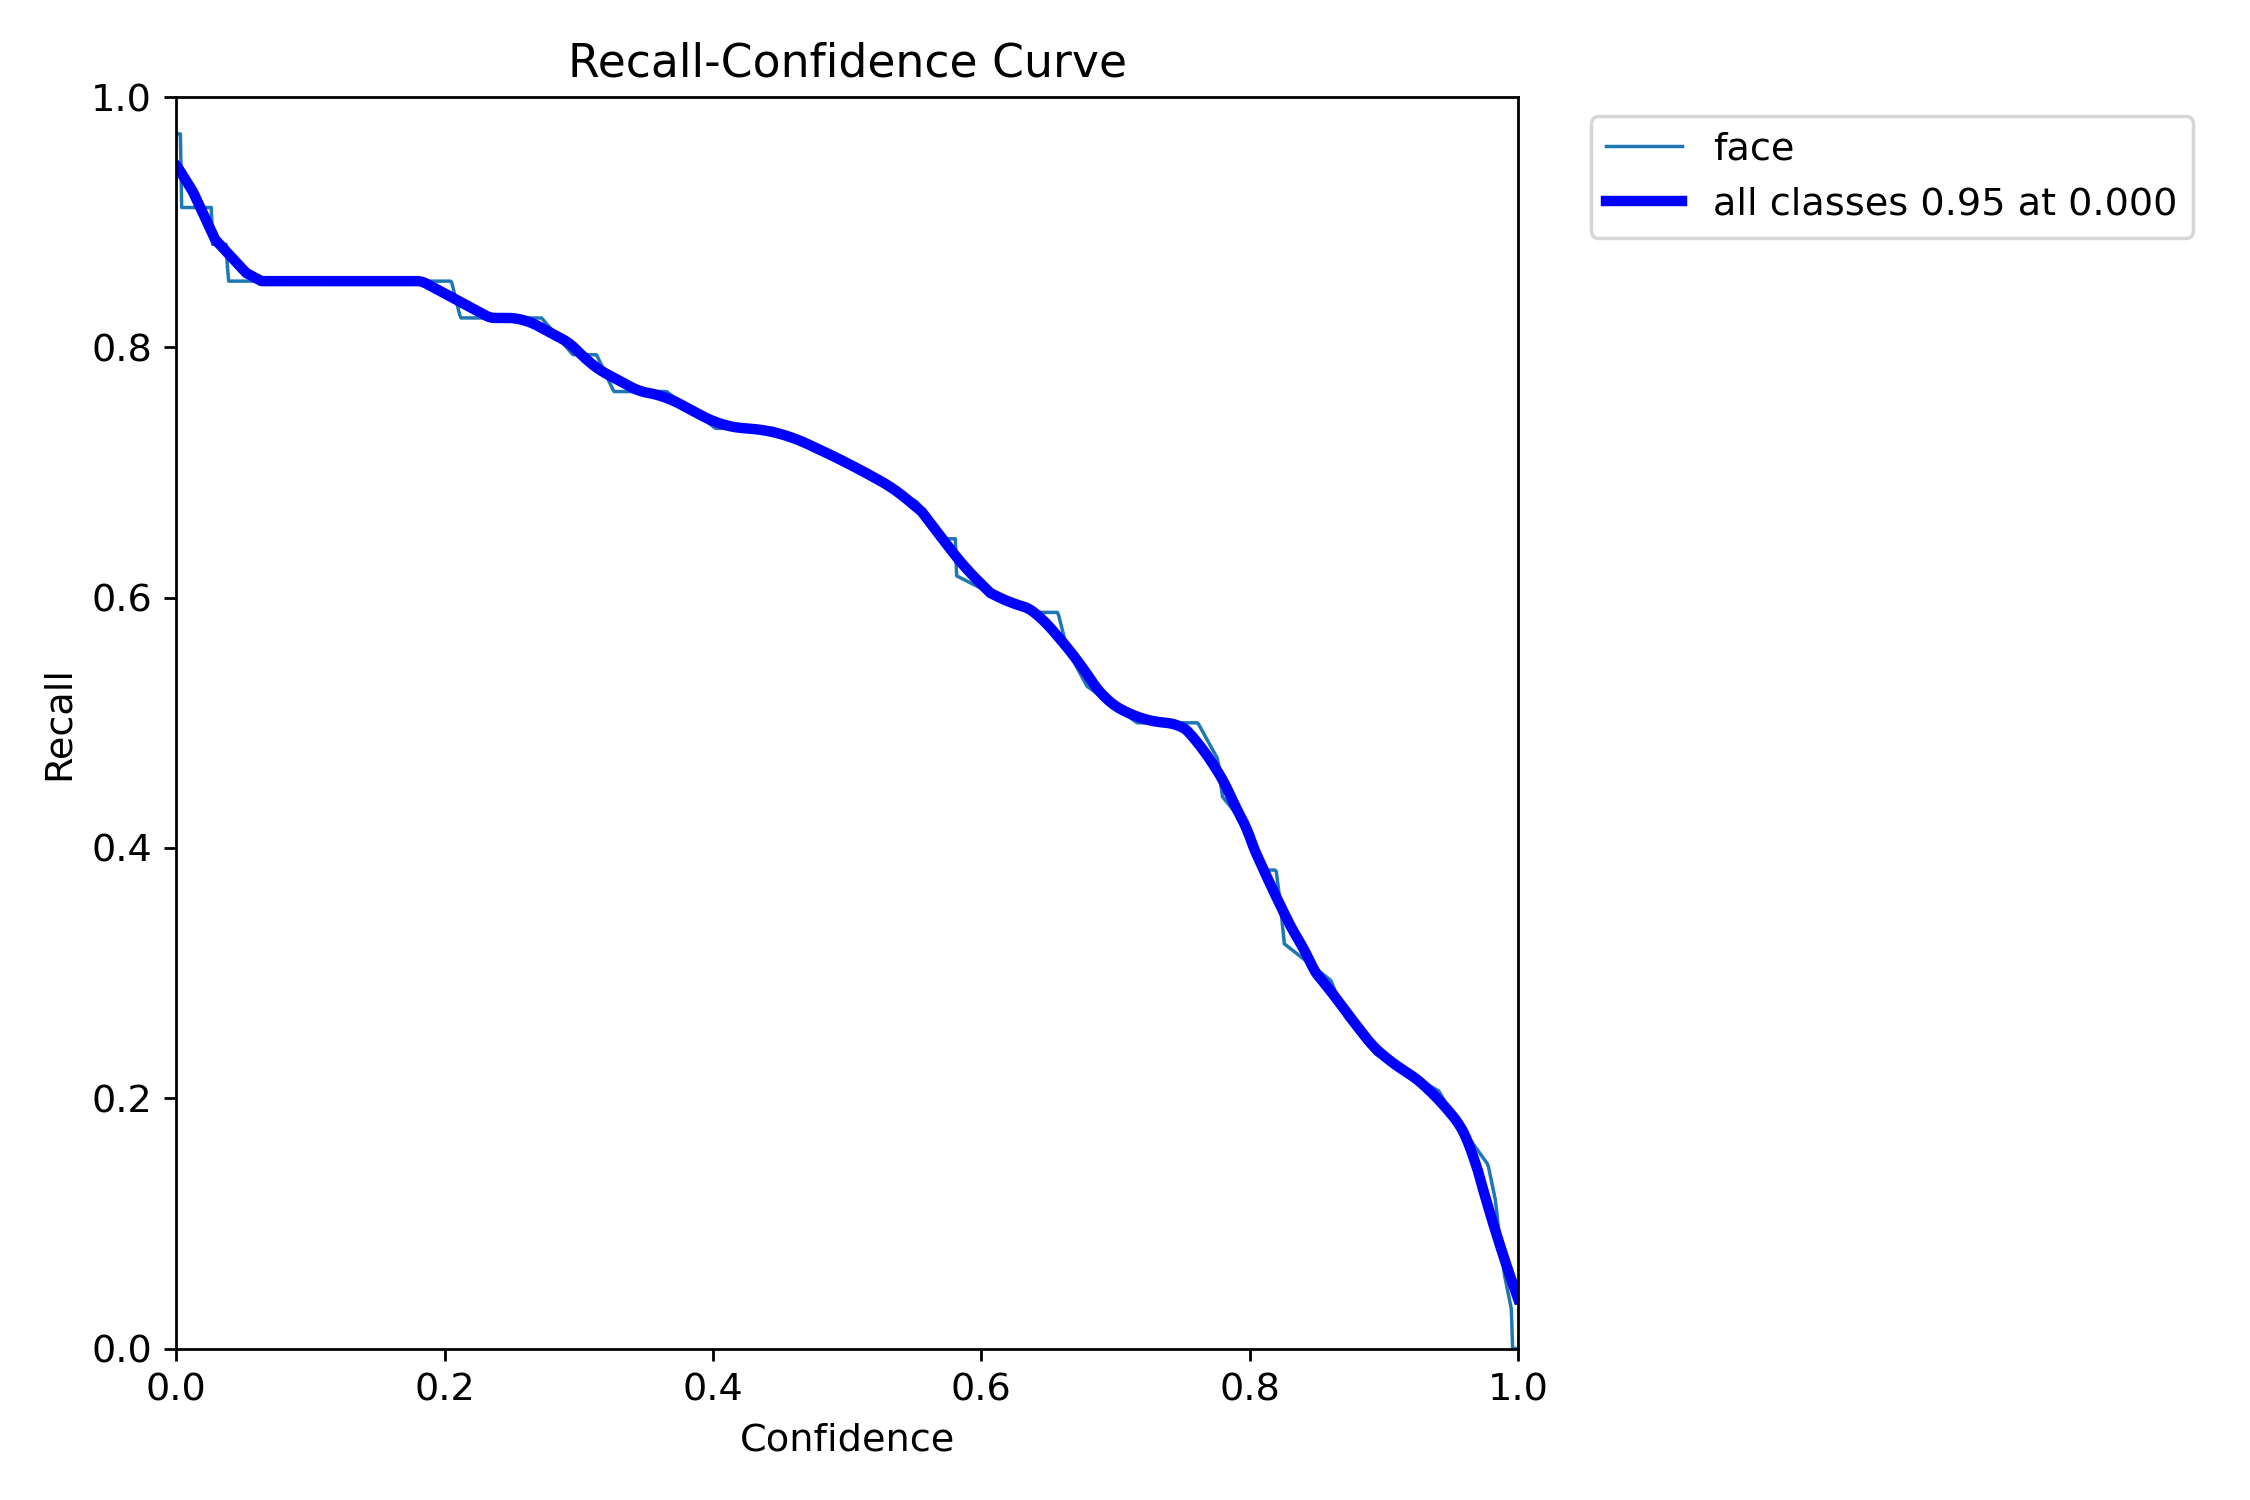 Recall-Confidence Curve
1.0
0.8
0.6
0.4
0.2
0.0
Recall
0.0 0.2 0.4 0.6 0.8 1.0
Confidence
face
all classes 0.95 at 0.000